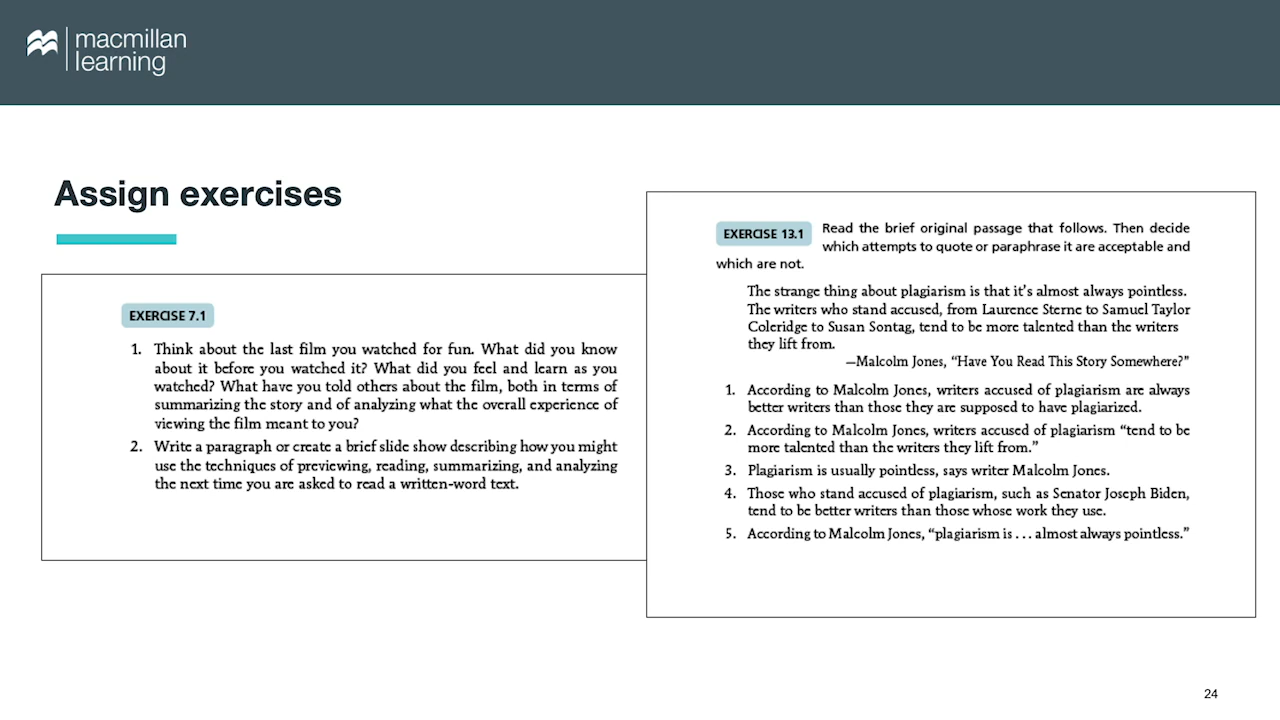 macmillan
learning
Assign exercises
EXERCISE 7.1
1. Think about the last film you watched for fun. What did you know
about it before you watched it? What did you feel and learn as you
watched? What have you told others about the film, both in terms of
summarizing the story and of analyzing what the overall experience of
viewing the film meant to you?
2. Write a paragraph or create a brief slide show describing how you might
use the techniques of previewing, reading, summarizing, and analyzing
the next time you are asked to read a written-word text.
EXERCISE 13.1 Read the brief original passage that follows. Then decide
which attempts to quote or paraphrase it are acceptable and
which are not.
The strange thing about plagiarism is that it's almost always pointless.
The writers who stand accused, from Laurence Sterne to Samuel Taylor
Coleridge to Susan Sontag, tend to be more talented than the writers
they lift from.
—Malcolm Jones, “Have You Read This Story Somewhere?”
1. According to Malcolm Jones, writers accused of plagiarism are always
better writers than those they are supposed to have plagiarized.
2. According to Malcolm Jones, writers accused of plagiarism “tend to be
more talented than the writers they lift from.”
3. Plagiarism is usually pointless, says writer Malcolm Jones.
4. Those who stand accused of plagiarism, such as Senator Joseph Biden,
tend to be better writers than those whose work they use.
5. According to Malcolm Jones, “plagiarism is . . . almost always pointless.”
24